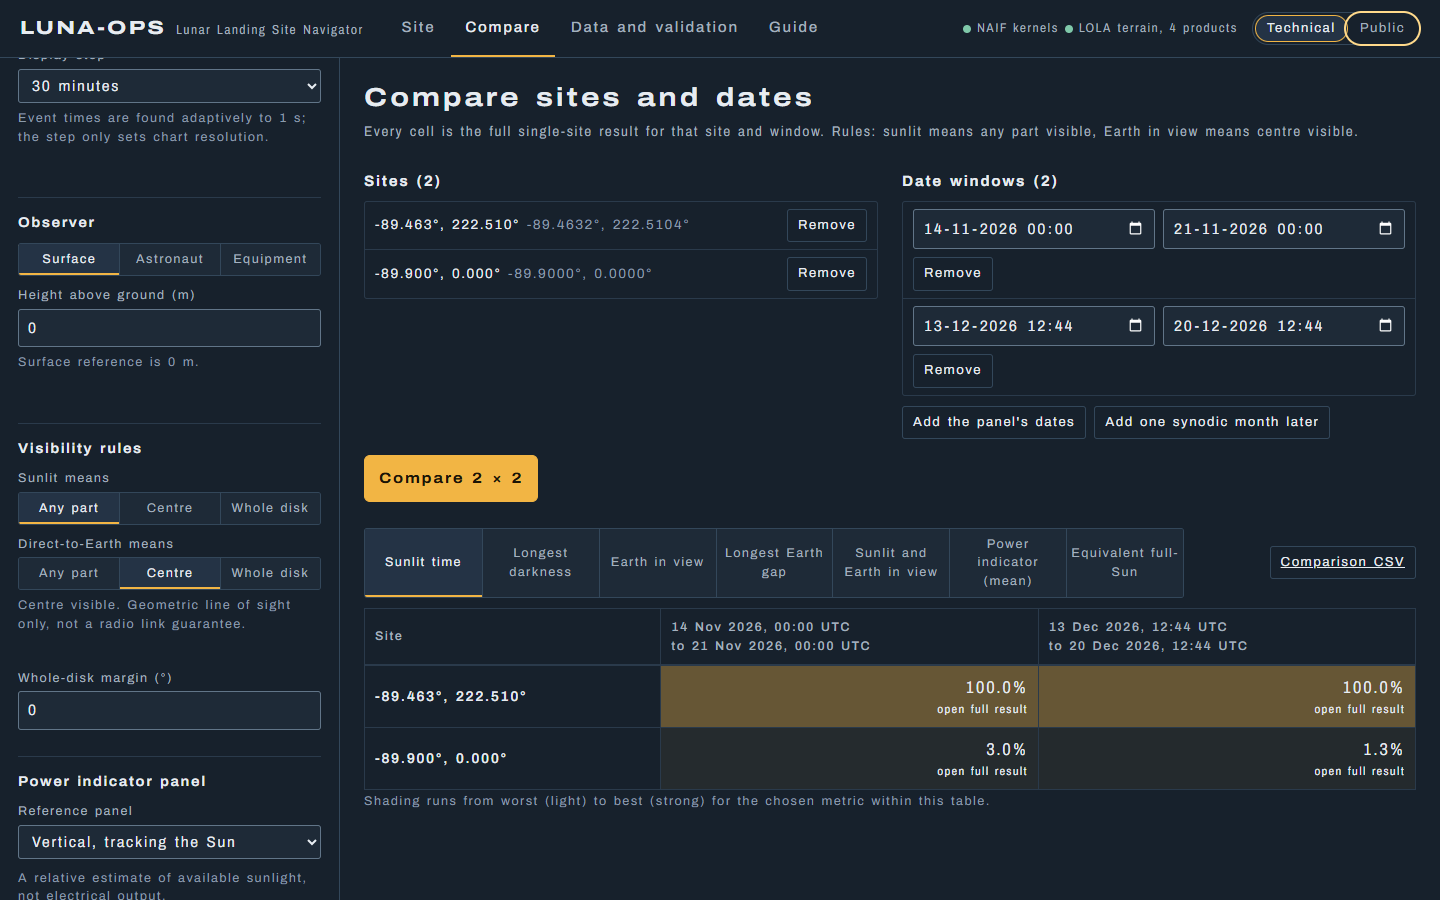 LUNA-OPS Lunar Landing Site Navigator Site Compare Data and validation Guide NAIF kernels LOLA terrain, 4 products Technical Public
30 minutes
Event times are found adaptively to 1 s;
the step only sets chart resolution.
Observer
Surface Astronaut Equipment
Height above ground (m)
0
Surface reference is 0 m.
Visibility rules
Sunlit means
Any part Centre Whole disk
Direct-to-Earth means
Any part Centre Whole disk
Centre visible. Geometric line of sight
only, not a radio link guarantee.
Whole-disk margin (°)
0
Power indicator panel
Reference panel
Vertical, tracking the Sun
A relative estimate of available sunlight,
not electrical output.
Compare sites and dates
Every cell is the full single-site result for that site and window. Rules: sunlit means any part visible, Earth in view means centre visible.
Sites (2)
-89.463°, 222.510° -89.4632°, 222.5104° Remove
-89.900°, 0.000° -89.9000°, 0.0000° Remove
Date windows (2)
14-11-2026 00:00 21-11-2026 00:00
Remove
13-12-2026 12:44 20-12-2026 12:44
Remove
Add the panel's dates Add one synodic month later
Compare 2 × 2
Sunlit time
Longest
darkness
Earth in view
Longest Earth
gap
Sunlit and
Earth in view
Power
indicator
(mean)
Equivalent full-
Sun
Comparison CSV
Site
14 Nov 2026, 00:00 UTC
to 21 Nov 2026, 00:00 UTC
13 Dec 2026, 12:44 UTC
to 20 Dec 2026, 12:44 UTC
-89.463°, 222.510°
100.0%
open full result
100.0%
open full result
-89.900°, 0.000°
3.0%
open full result
1.3%
open full result
Shading runs from worst (light) to best (strong) for the chosen metric within this table.